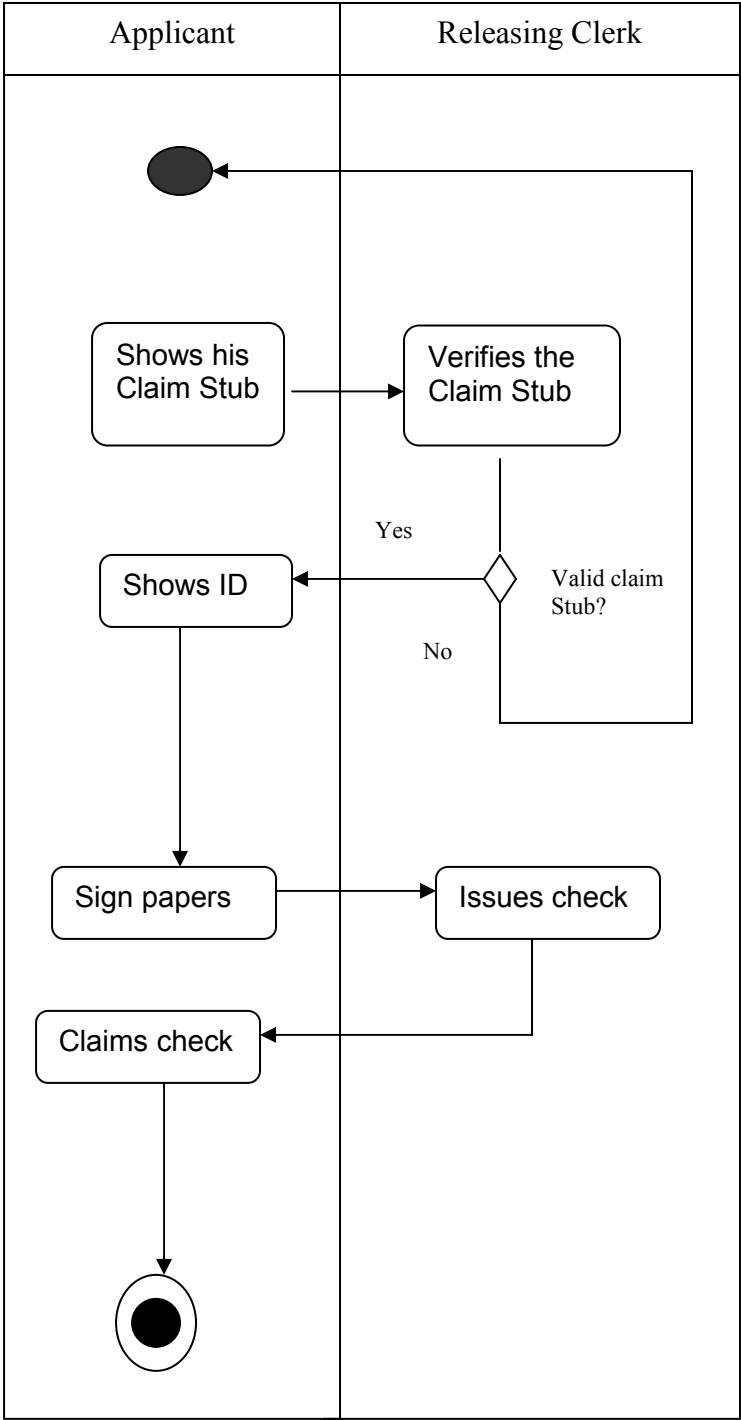 Applicant
Releasing Clerk
Shows his
Claim Stub
Verifies the
Claim Stub
Yes
Shows ID
Valid claim
Stub?
No
Sign papers
Issues check
Claims check